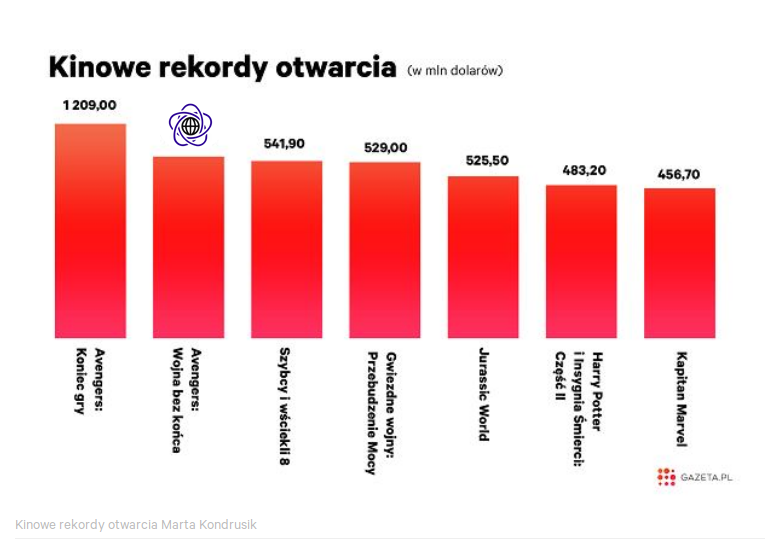 Kinowe rekordy otwarcia (w mln dolarów)
1 209,00
541,90
529,00
525,50
483,20
456,70
Avengers:
Koniec gry
Avengers:
Wojna bez końca
Szybcy i wściekli 8
Gwiezdne wojny:
Przebudzenie Mocy
Jurassic World
Harry Potter
i Insygnia Śmierci:
Część II
Kapitan Marvel
GAZETA.PL
Kinowe rekordy otwarcia Marta Kondrusik